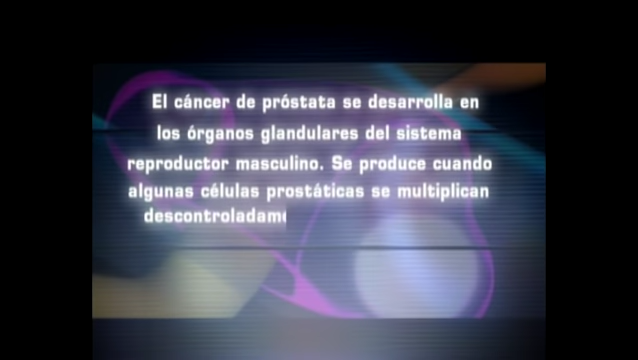 El cáncer de próstata se desarrolla en
los órganos glandulares del sistema
reproductor masculino. Se produce cuando
algunas células prostáticas se multiplican
descontroladame